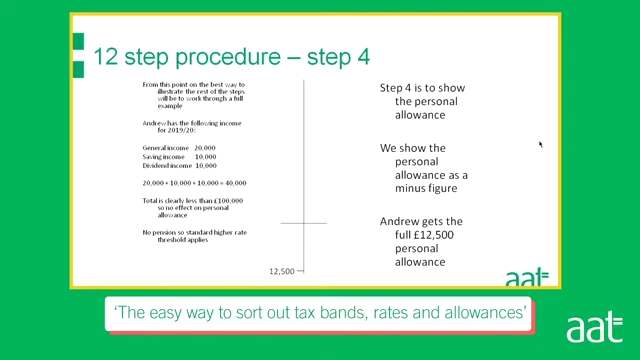 12 step procedure – step 4
From this point on the best way to
illustrate the rest of the steps
will be to work through a full
example
Andrew has the following income
for 2019/20:
General income 20,000
Saving income 10,000
Dividend income 10,000
20,000 + 10,000 + 10,000 = 40,000
Total is clearly less than £100,000
so no effect on personal
allowance
No pension so standard higher rate
threshold applies
12,500
Step 4 is to show
the personal
allowance
We show the
personal
allowance as a
minus figure
Andrew gets the
full £12,500
personal
allowance
aat
‘The easy way to sort out tax bands, rates and allowances’
aat